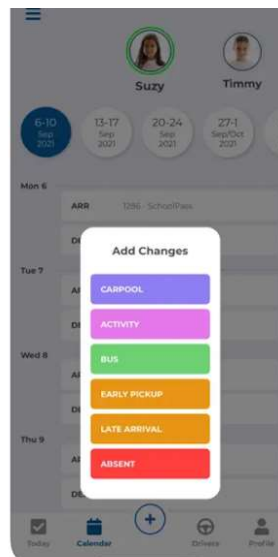 Suzy Timmy
6-10 13-17 20-24 27-1
Sep Sep Sep Sep/Oct
2021 2021 2021 2021
Mon 6
ARR 1286 - SchoolPass
Add Changes
Tue 7
CARPOOL
ACTIVITY
BUS
Wed 8
EARLY PICKUP
LATE ARRIVAL
Thu 9
ABSENT
Today Calendar Drivers Profile